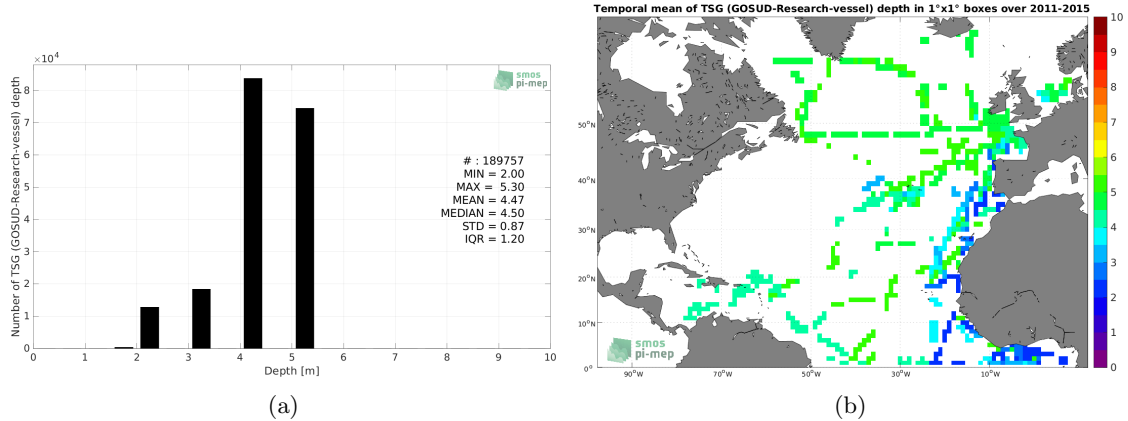 Number of TSG (GOSUD-Research-vessel) depth
×10⁴
8
7
6
5
4
3
2
1
0
0 1 2 3 4 5 6 7 8 9 10
Depth [m]
smos
pi-mep
# : 189757
MIN = 2.00
MAX = 5.30
MEAN = 4.47
MEDIAN = 4.50
STD = 0.87
IQR = 1.20
(a)
Temporal mean of TSG (GOSUD-Research-vessel) depth in 1°x1° boxes over 2011-2015
50°N
40°N
30°N
20°N
10°N
0°
90°W 70°W 50°W 30°W 10°W
smos
pi-mep
10
9
8
7
6
5
4
3
2
1
0
(b)